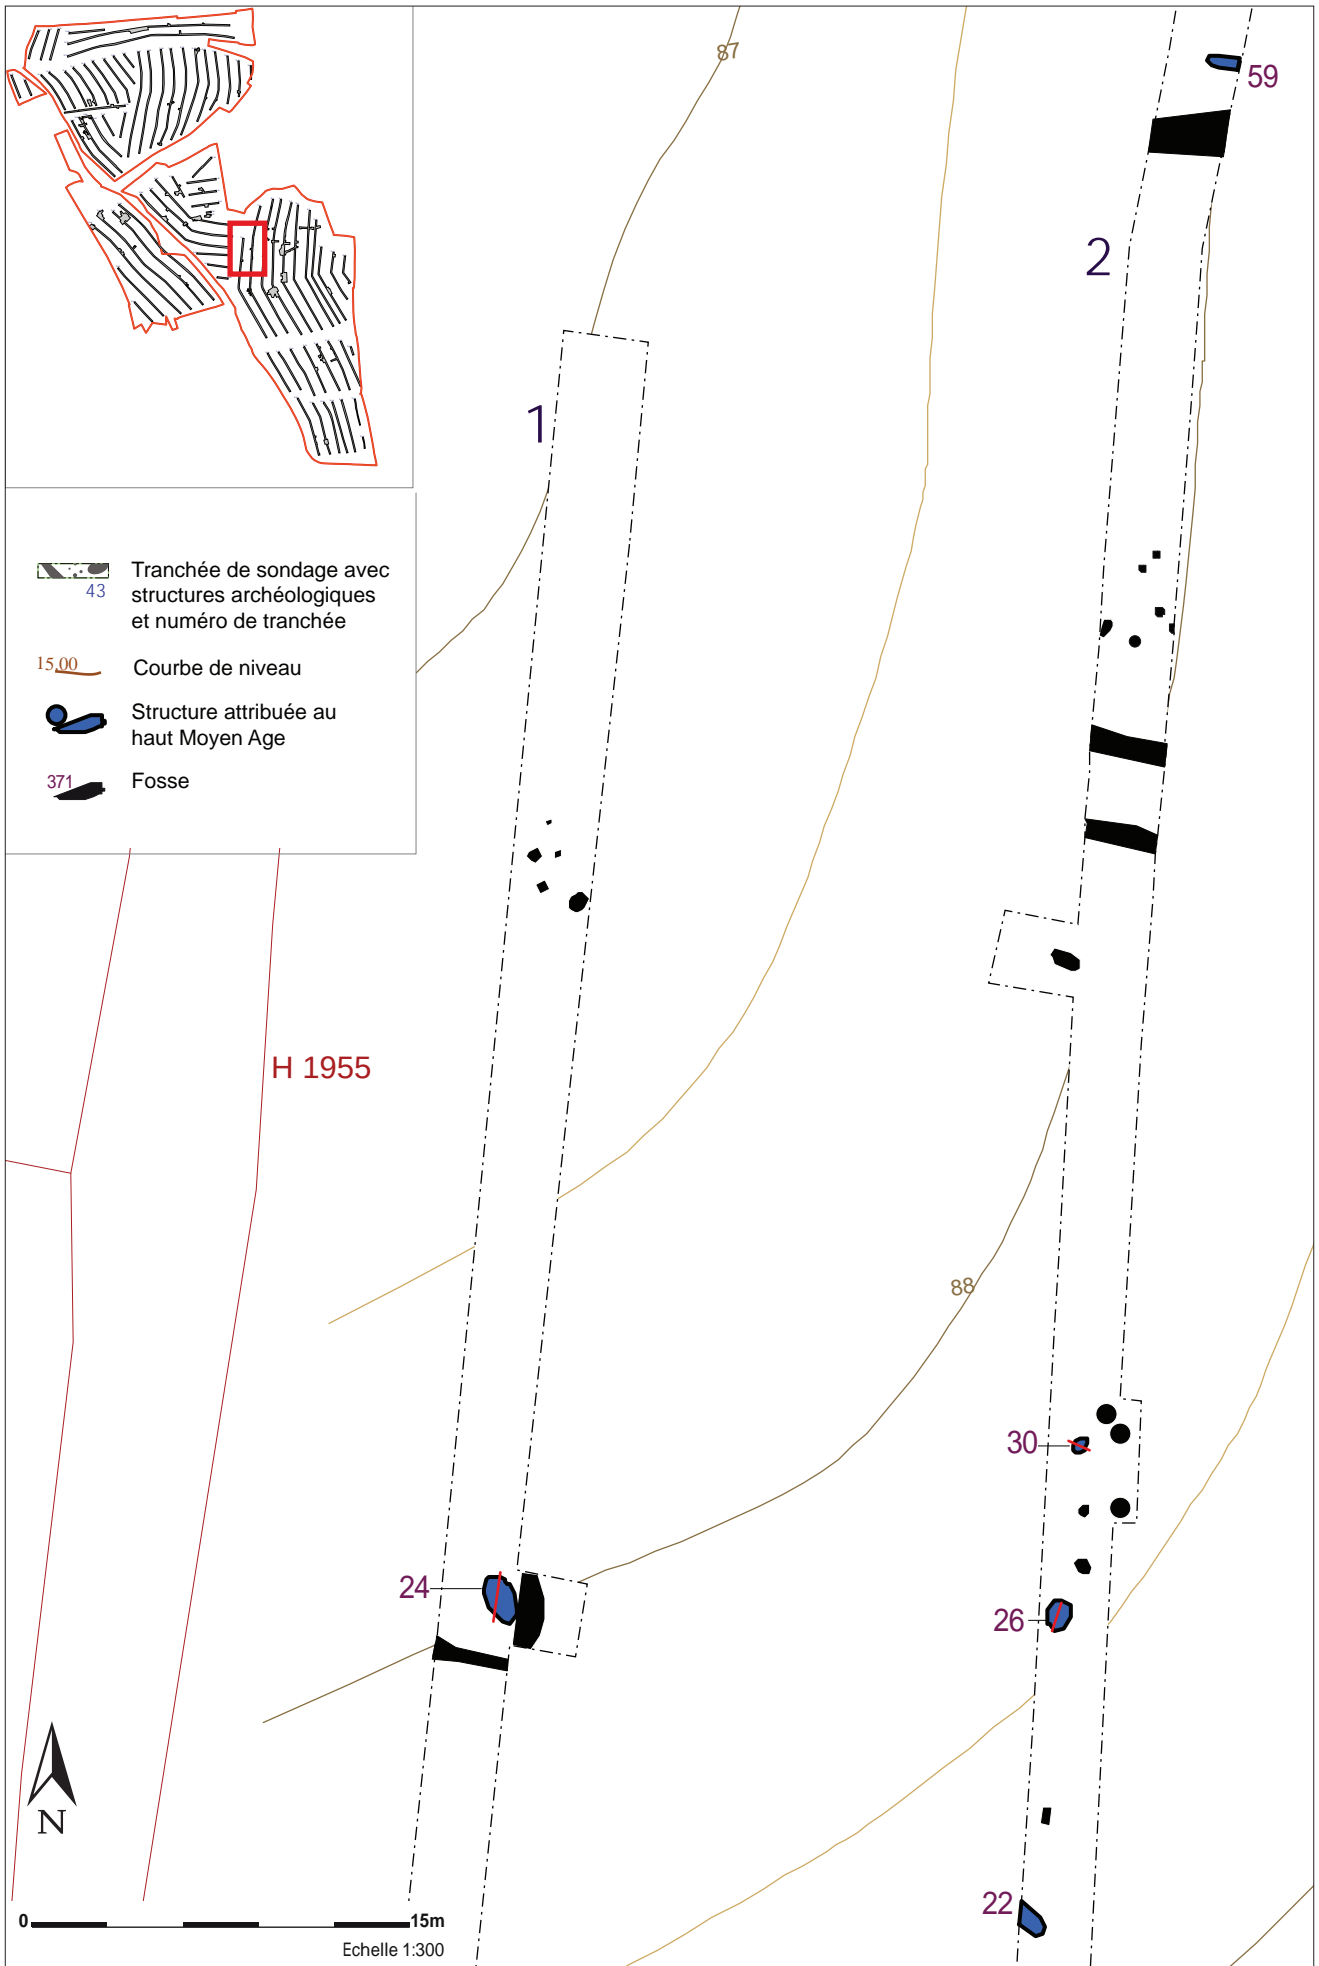 87
59
2
1
Tranchée de sondage avec
structures archéologiques
et numéro de tranchée
43
15,00
Courbe de niveau
Structure attribuée au
haut Moyen Age
371
Fosse
H 1955
88
30
24
26
22
N
0
15m
Echelle 1:300